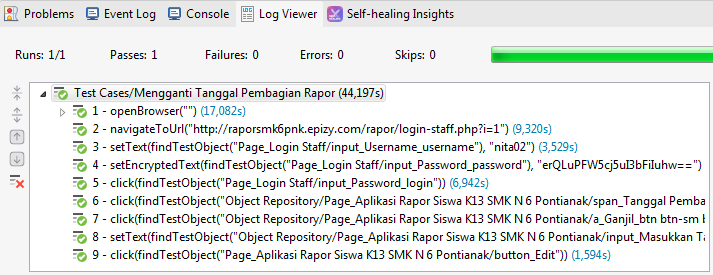 Problems Event Log Console Log Viewer Self-healing Insights
Runs: 1/1 Passes: 1 Failures: 0 Errors: 0 Skips: 0
Test Cases/Mengganti Tanggal Pembagian Rapor (44,197s)
1 - openBrowser("") (17,082s)
2 - navigateToUrl("http://raporsmk6pnk.epizy.com/rapor/login-staff.php?i=1") (9,320s)
3 - setText(findTestObject("Page_Login Staff/input_Username_username"), "nita02") (3,529s)
4 - setEncryptedText(findTestObject("Page_Login Staff/input_Password_password"), "erQLuPFW5cj5uI3bFiIuhw==")
5 - click(findTestObject("Page_Login Staff/input_Password_login")) (6,942s)
6 - click(findTestObject("Object Repository/Page_Aplikasi Rapor Siswa K13 SMK N 6 Pontianak/span_Tanggal Pemba
7 - click(findTestObject("Object Repository/Page_Aplikasi Rapor Siswa K13 SMK N 6 Pontianak/a_Ganjil_btn btn-sm b
8 - setText(findTestObject("Object Repository/Page_Aplikasi Rapor Siswa K13 SMK N 6 Pontianak/input_Masukkan Ta
9 - click(findTestObject("Page_Aplikasi Rapor Siswa K13 SMK N 6 Pontianak/button_Edit")) (1,594s)